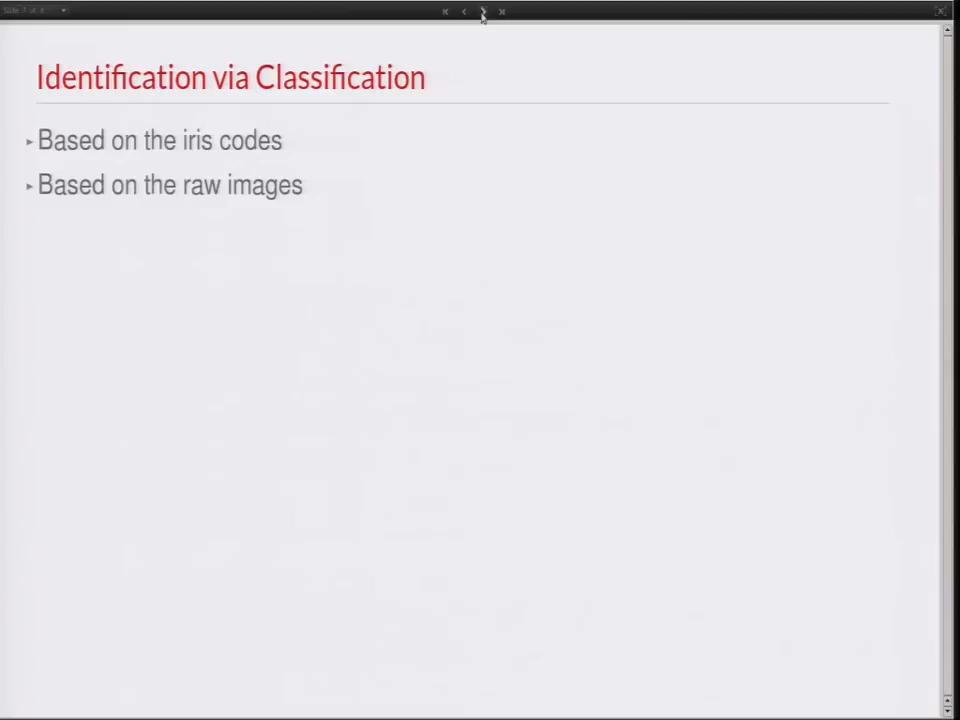 Identification via Classification
Based on the iris codes
Based on the raw images